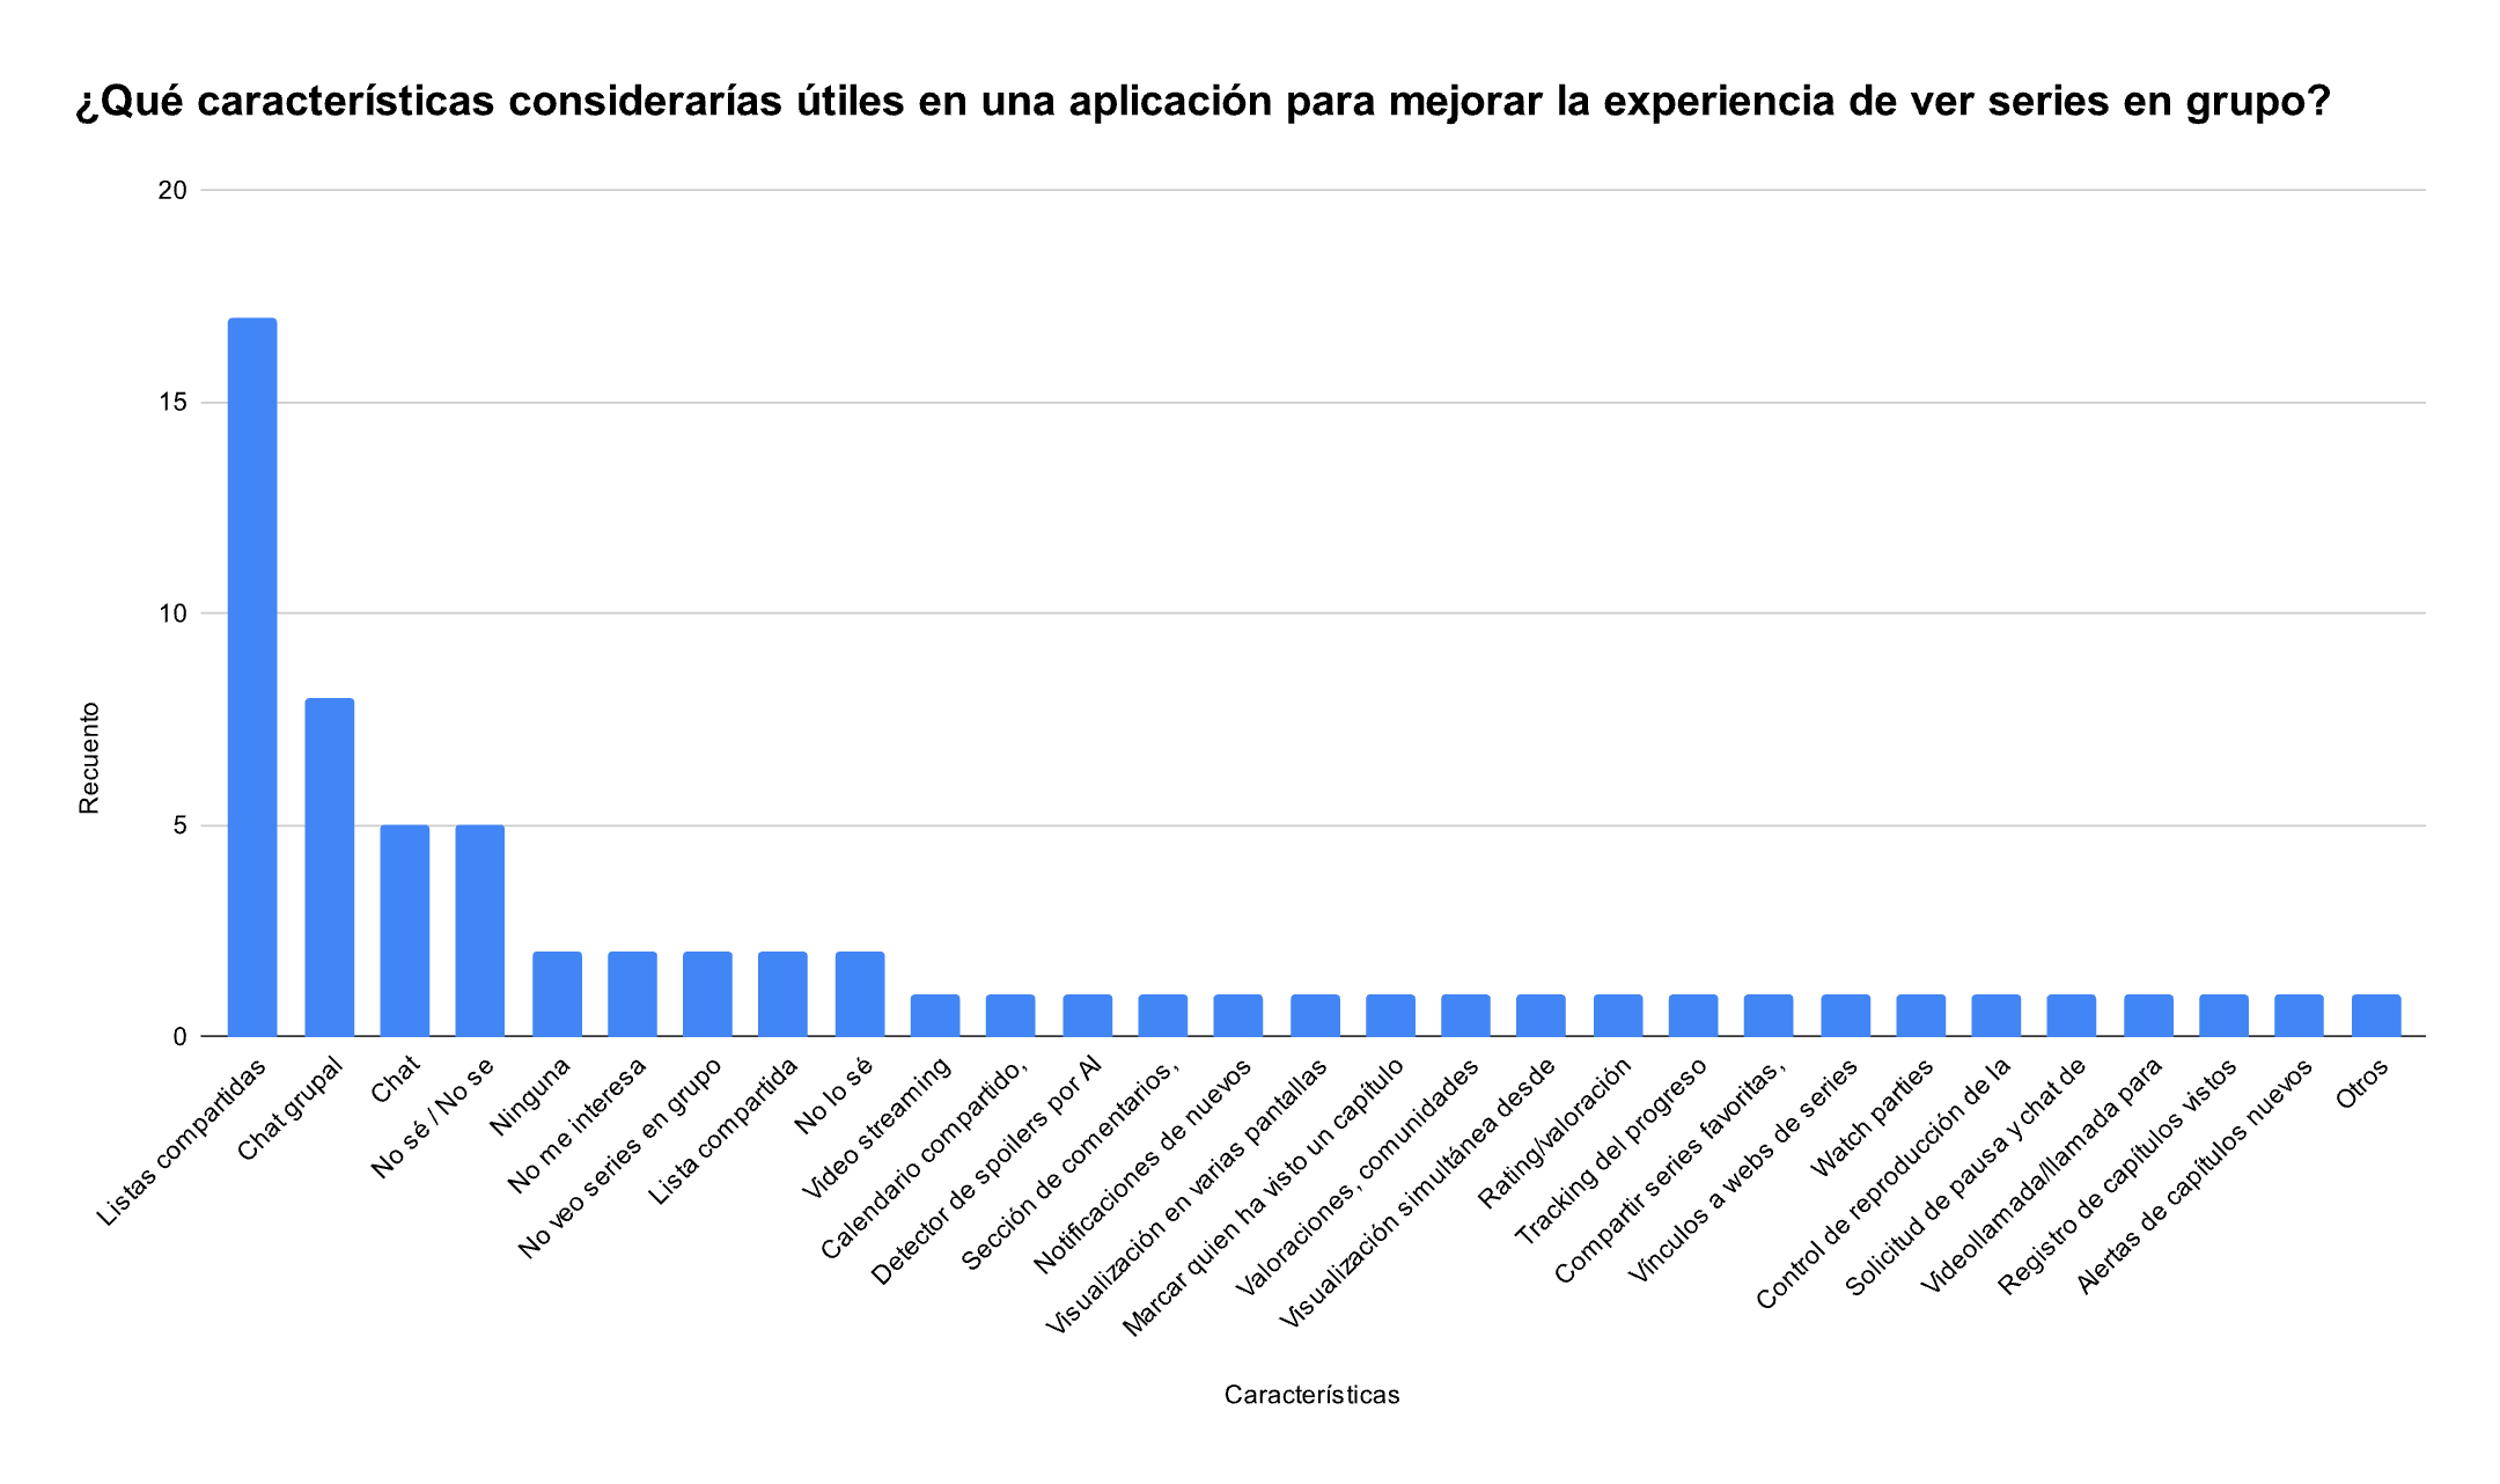 ¿Qué características considerarías útiles en una aplicación para mejorar la experiencia de ver series en grupo?
20
15
10
5
0
Recuento
Listas compartidas
Chat grupal
Chat
No sé / No se
Ninguna
No me interesa
No veo series en grupo
Lista compartida
No lo sé
Video streaming
Calendario compartido,
Detector de spoilers por AI
Sección de comentarios,
Notificaciones de nuevos
Visualización en varias pantallas
Marcar quien ha visto un capítulo
Valoraciones, comunidades
Visualización simultánea desde
Rating/valoración
Tracking del progreso
Compartir series favoritas,
Vínculos a webs de series
Watch parties
Control de reproducción de la
Solicitud de pausa y chat de
Videollamada/llamada para
Registro de capítulos vistos
Alertas de capítulos nuevos
Otros
Características